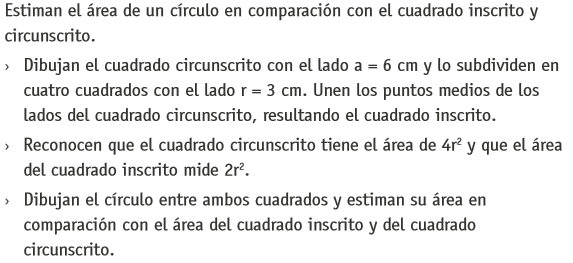 Estiman el área de un círculo en comparación con el cuadrado inscrito y
circunscrito.
› Dibujan el cuadrado circunscrito con el lado a = 6 cm y lo subdividen en
cuatro cuadrados con el lado r = 3 cm. Unen los puntos medios de los
lados del cuadrado circunscrito, resultando el cuadrado inscrito.
› Reconocen que el cuadrado circunscrito tiene el área de 4r² y que el área
del cuadrado inscrito mide 2r².
› Dibujan el círculo entre ambos cuadrados y estiman su área en
comparación con el área del cuadrado inscrito y del cuadrado
circunscrito.